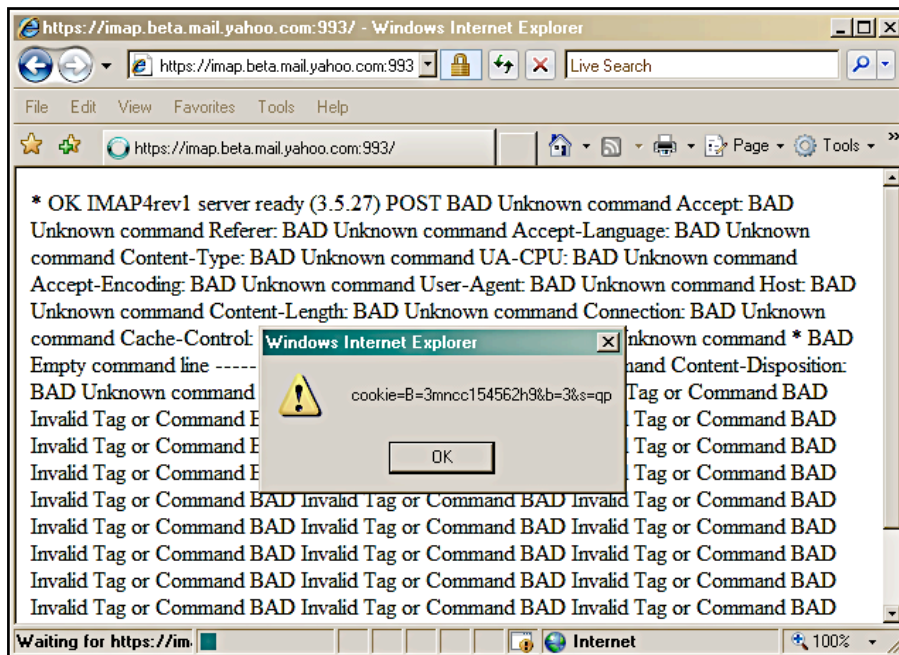 https://imap.beta.mail.yahoo.com:993/ - Windows Internet Explorer
https://imap.beta.mail.yahoo.com:993 Live Search
File Edit View Favorites Tools Help
https://imap.beta.mail.yahoo.com:993/ Page Tools »
* OK IMAP4rev1 server ready (3.5.27) POST BAD Unknown command Accept: BAD
Unknown command Referer: BAD Unknown command Accept-Language: BAD Unknown
command Content-Type: BAD Unknown command UA-CPU: BAD Unknown command
Accept-Encoding: BAD Unknown command User-Agent: BAD Unknown command Host: BAD
Unknown command Content-Length: BAD Unknown command Connection: BAD Unknown
command Cache-Control: nknown command * BAD
Windows Internet Explorer
Empty command line ----- and Content-Disposition:
BAD Unknown command Tag or Command BAD
cookie=B=3mncc154562h9&b=3&s=qp
Invalid Tag or Command Tag or Command BAD
Invalid Tag or Command Tag or Command BAD
OK
Invalid Tag or Command Tag or Command BAD
Invalid Tag or Command BAD Invalid Tag or Command BAD Invalid Tag or Command BAD
Invalid Tag or Command BAD Invalid Tag or Command BAD Invalid Tag or Command BAD
Invalid Tag or Command BAD Invalid Tag or Command BAD Invalid Tag or Command BAD
Invalid Tag or Command BAD Invalid Tag or Command BAD Invalid Tag or Command BAD
Invalid Tag or Command BAD Invalid Tag or Command BAD Invalid Tag or Command BAD
Waiting for https://im Internet 100%